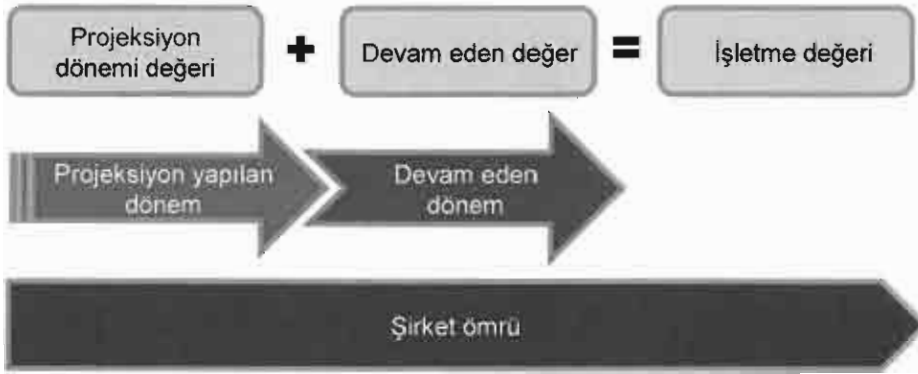 Projeksiyon
dönemi değeri
+
Devam eden değer
=
İşletme değeri
Projeksiyon yapılan
dönem
Devam eden
dönem
Şirket ömrü